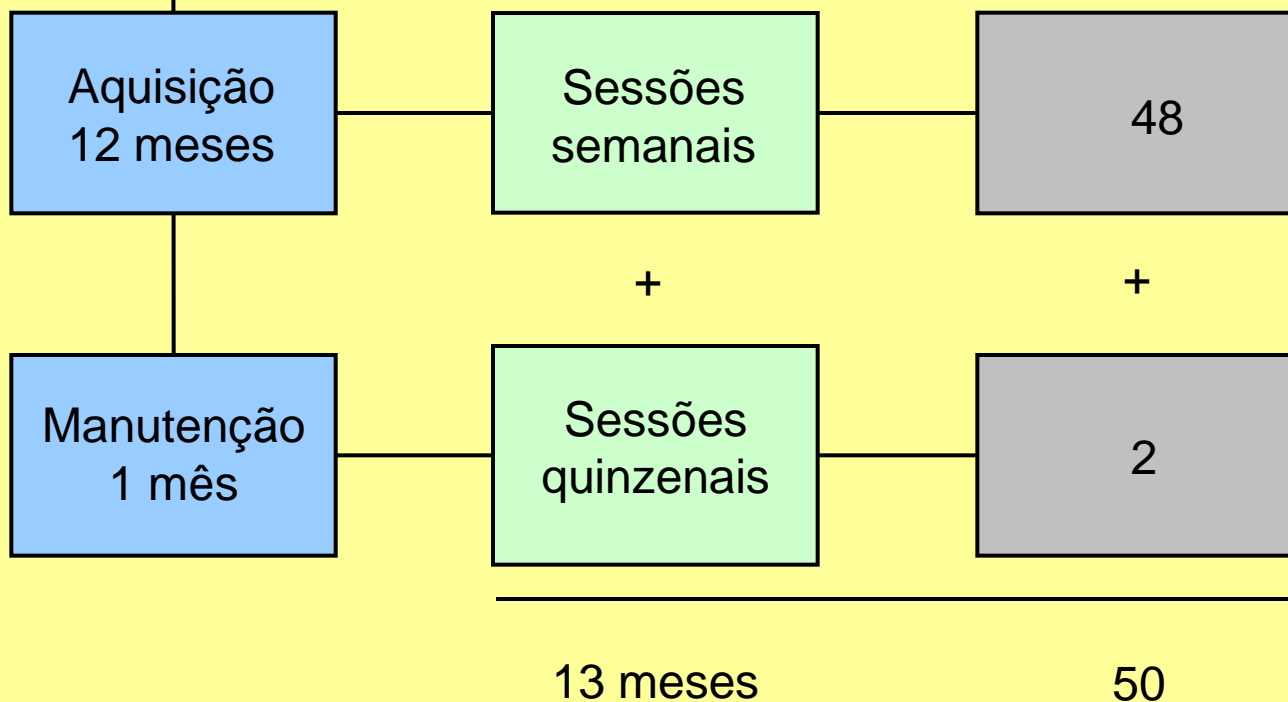 Aquisição
12 meses
Sessões
semanais
48
+
+
Manutenção
1 mês
Sessões
quinzenais
2
13 meses
50